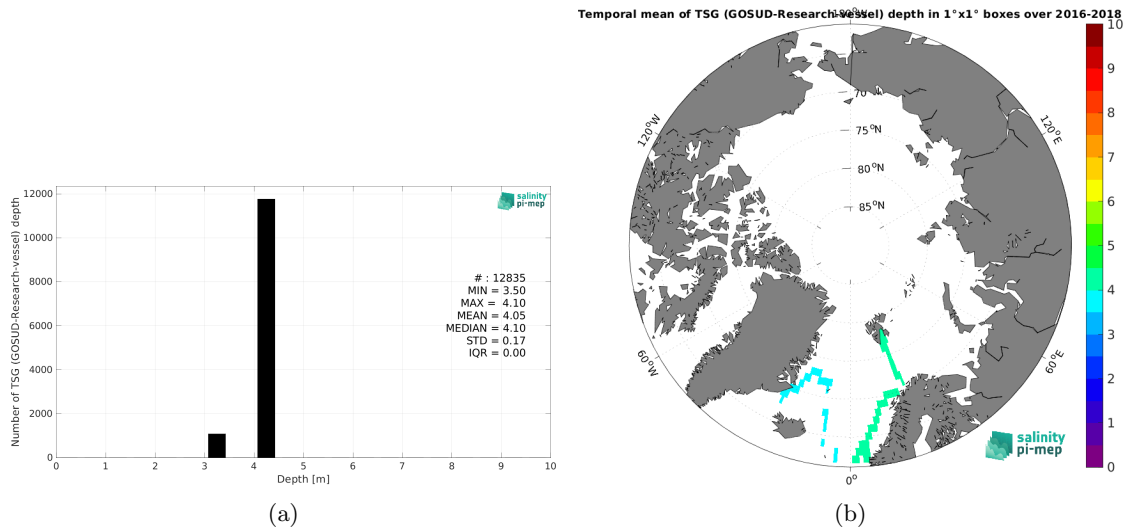 Temporal mean of TSG (GOSUD-Research-vessel) depth in 1°x1° boxes over 2016-2018
Number of TSG (GOSUD-Research-vessel) depth
12000
10000
8000
6000
4000
2000
0
salinity
pi-mep
# : 12835
MIN = 3.50
MAX = 4.10
MEAN = 4.05
MEDIAN = 4.10
STD = 0.17
IQR = 0.00
0 1 2 3 4 5 6 7 8 9 10
Depth [m]
(a)
180°W
120°W
120°E
70
75°N
80°N
85°N
60°W
60°E
0°
10
9
8
7
6
5
4
3
2
1
0
salinity
pi-mep
(b)